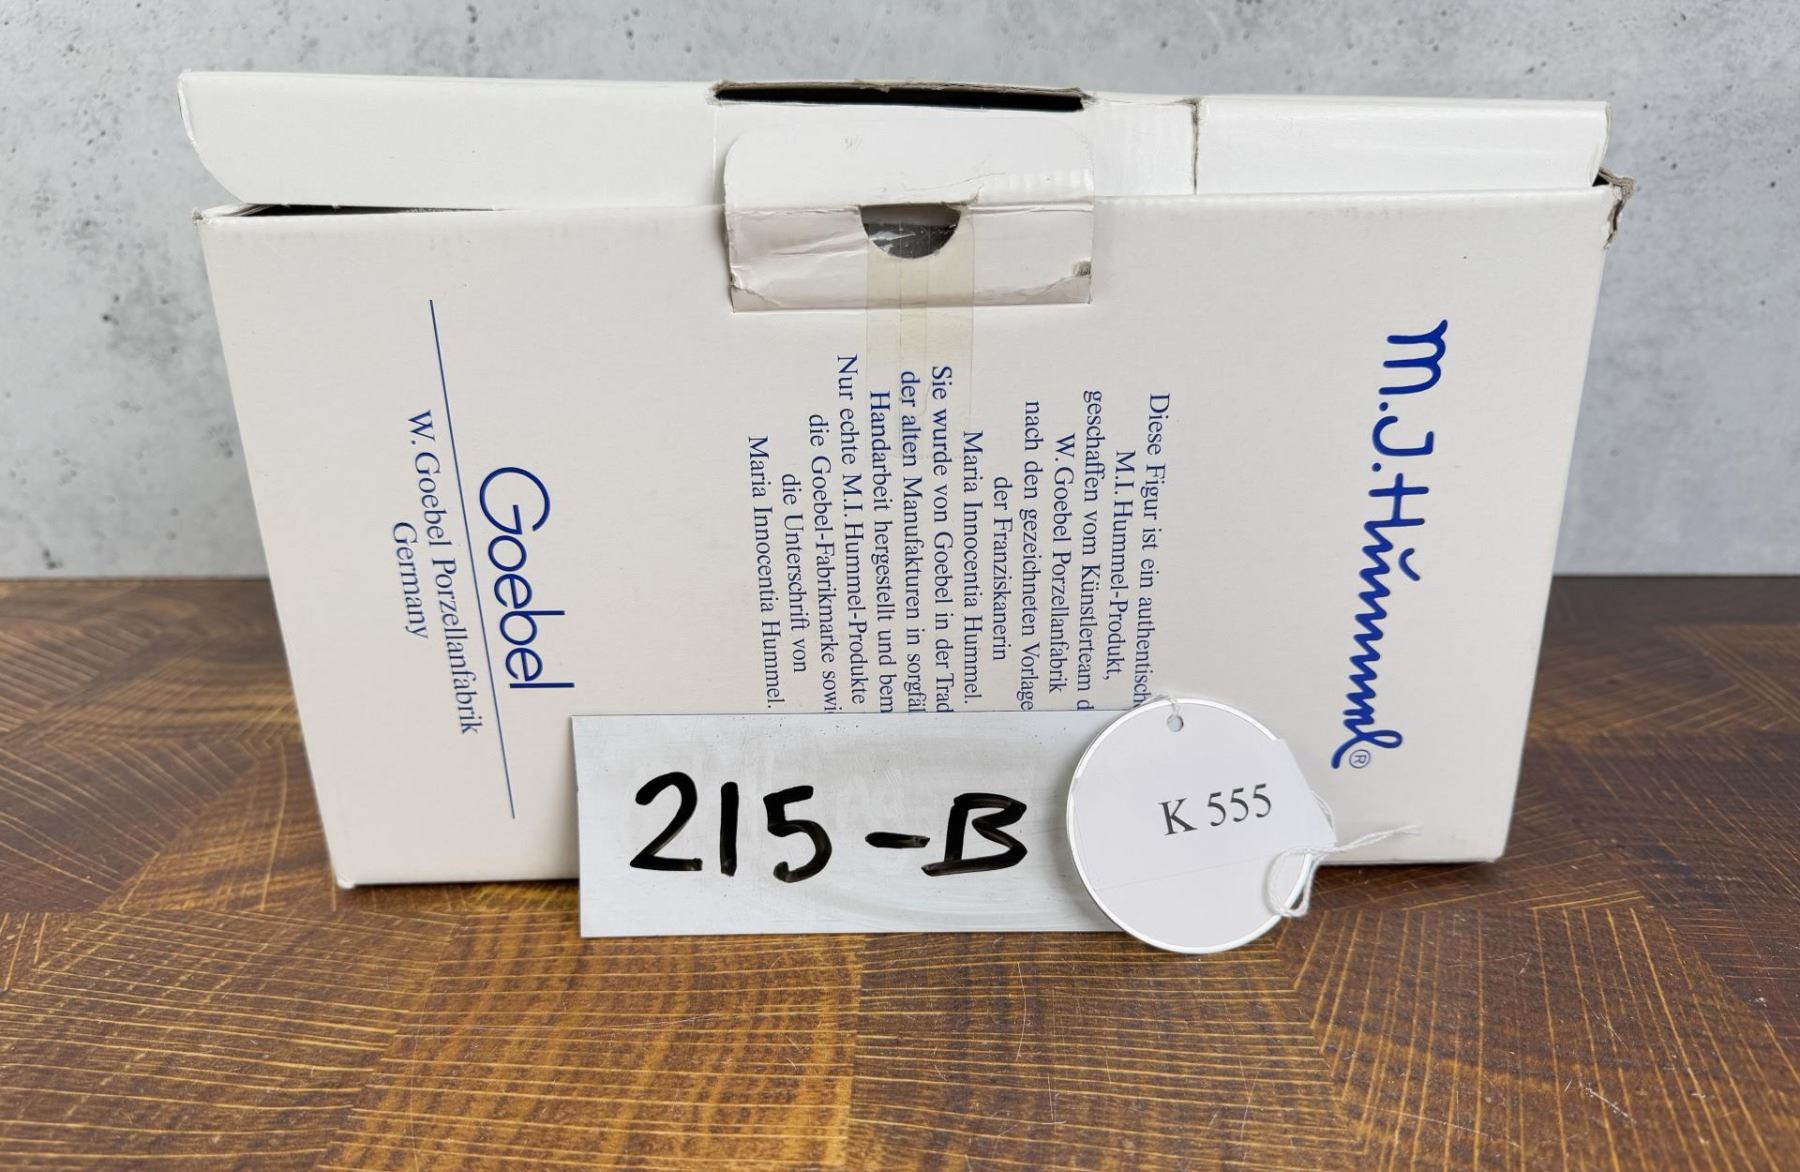 M.J.Hummel®
Diese Figur ist ein authentisch
M.I. Hummel-Produkt,
geschaffen vom Künstlerteam d
W. Goebel Porzellanfabrik
nach den gezeichneten Vorlage
der Franziskanerin
Maria Innocentia Hummel.
Sie wurde von Goebel in der Trad
der alten Manufakturen in sorgfäl
Handarbeit hergestellt und bem
Nur echte M.I. Hummel-Produkte
die Goebel-Fabrikmarke sowi
die Unterschrift von
Maria Innocentia Hummel.
Goebel
W. Goebel Porzellanfabrik
Germany
215-B
K 555